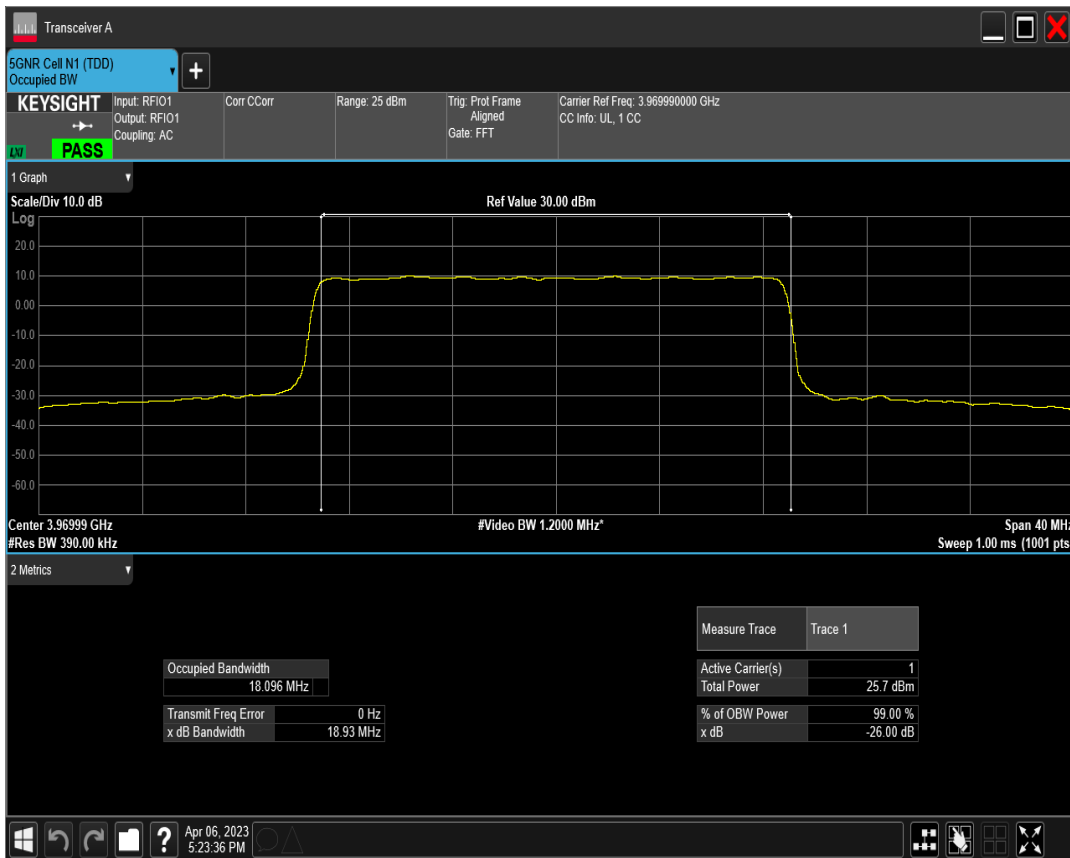 Transceiver A
5GNR Cell N1 (TDD)
Occupied BW
+
KEYSIGHT
LXI
PASS
Input: RFIO1
Output: RFIO1
Coupling: AC
Corr CCorr
Range: 25 dBm
Trig: Prot Frame
Aligned
Gate: FFT
Carrier Ref Freq: 3.969990000 GHz
CC Info: UL, 1 CC
1 Graph
Scale/Div 10.0 dB
Ref Value 30.00 dBm
Log
20.0
10.0
0.00
-10.0
-20.0
-30.0
-40.0
-50.0
-60.0
Center 3.96999 GHz
#Video BW 1.2000 MHz*
Span 40 MHz
#Res BW 390.00 kHz
Sweep 1.00 ms (1001 pts
2 Metrics
Measure Trace Trace 1
Occupied Bandwidth
18.096 MHz
Active Carrier(s) 1
Total Power 25.7 dBm
Transmit Freq Error 0 Hz
x dB Bandwidth 18.93 MHz
% of OBW Power 99.00 %
x dB -26.00 dB
?
Apr 06, 2023
5:23:36 PM